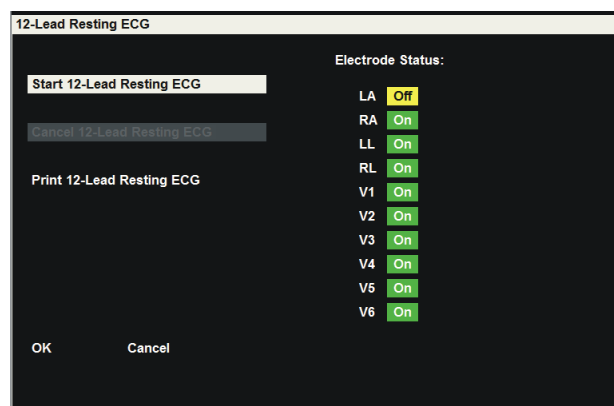 12-Lead Resting ECG
Electrode Status:
Start 12-Lead Resting ECG
LA Off
RA On
Cancel 12-Lead Resting ECG
LL On
RL On
Print 12-Lead Resting ECG
V1 On
V2 On
V3 On
V4 On
V5 On
V6 On
OK Cancel